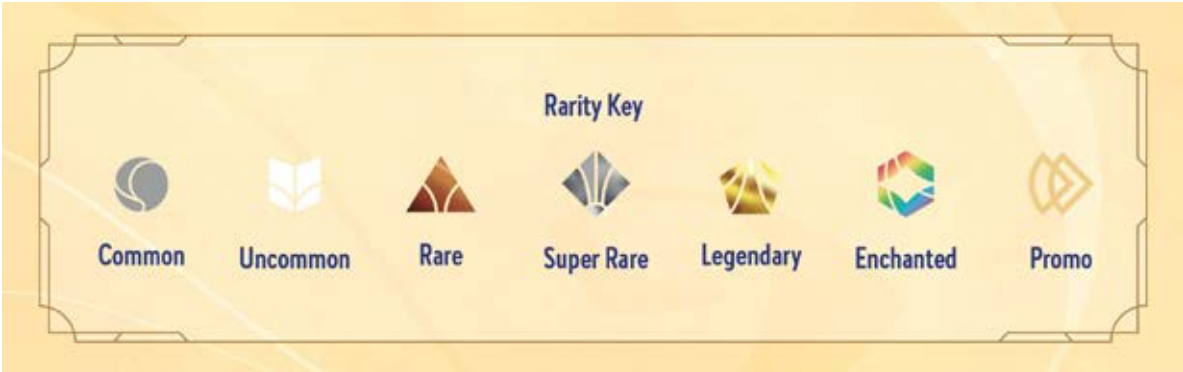 Rarity Key
Common
Uncommon
Rare
Super Rare
Legendary
Enchanted
Promo